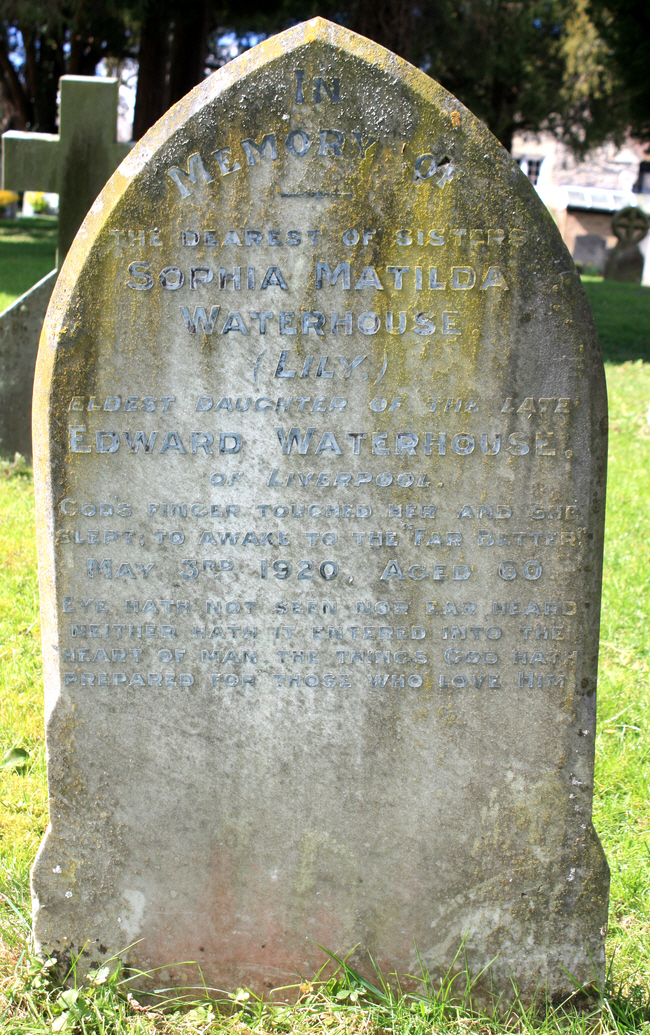 IN
MEMORY OF
THE DEAREST OF SISTERS
SOPHIA MATILDA
WATERHOUSE
(LILY.)
ELDEST DAUGHTER OF THE LATE
EDWARD WATERHOUSE.
OF LIVERPOOL.
GOD'S FINGER TOUCHED HER AND SHE
SLEPT; TO AWAKE TO THE "FAR BETTER"
MAY 3RD 1920, AGED 60
EYE HATH NOT SEEN NOR EAR HEARD
NEITHER HATH IT ENTERED INTO THE
HEART OF MAN THE THINGS GOD HATH
PREPARED FOR THOSE WHO LOVE HIM